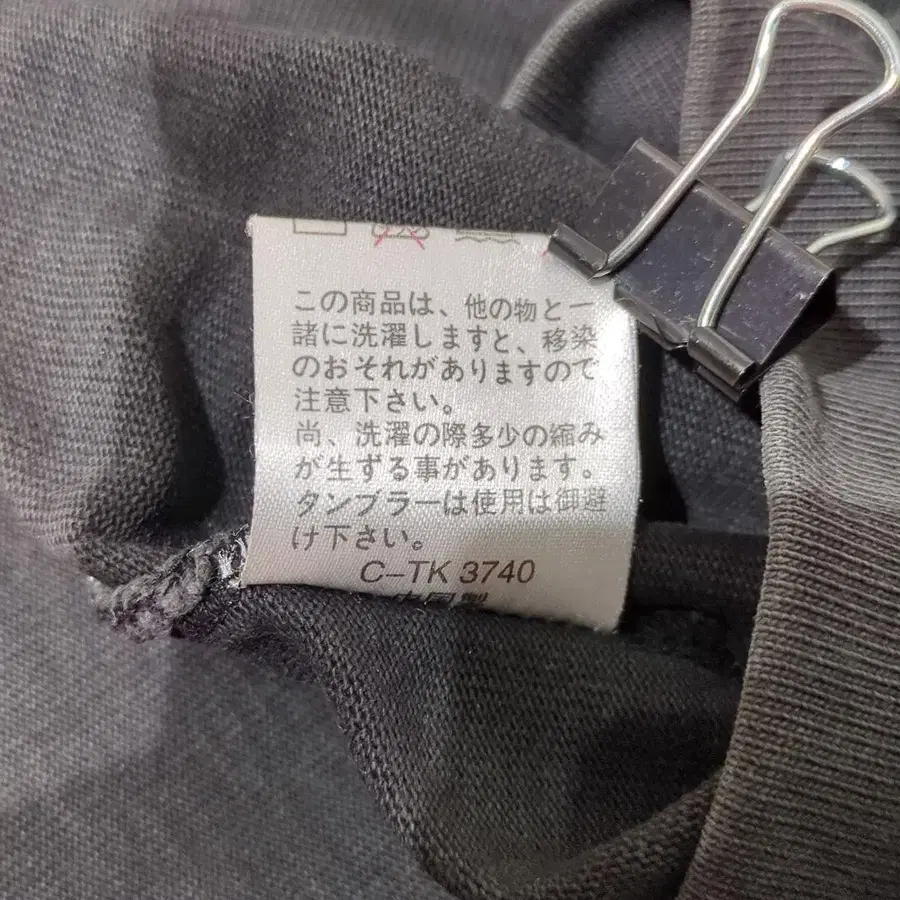 この商品は、他の物と一
諸に洗濯しますと、移染
のおそれがありますので
注意下さい。
尚、洗濯の際多少の縮み
が生ずる事があります。
タンブラーは使用は御避
け下さい。
C-TK 3740
中国製